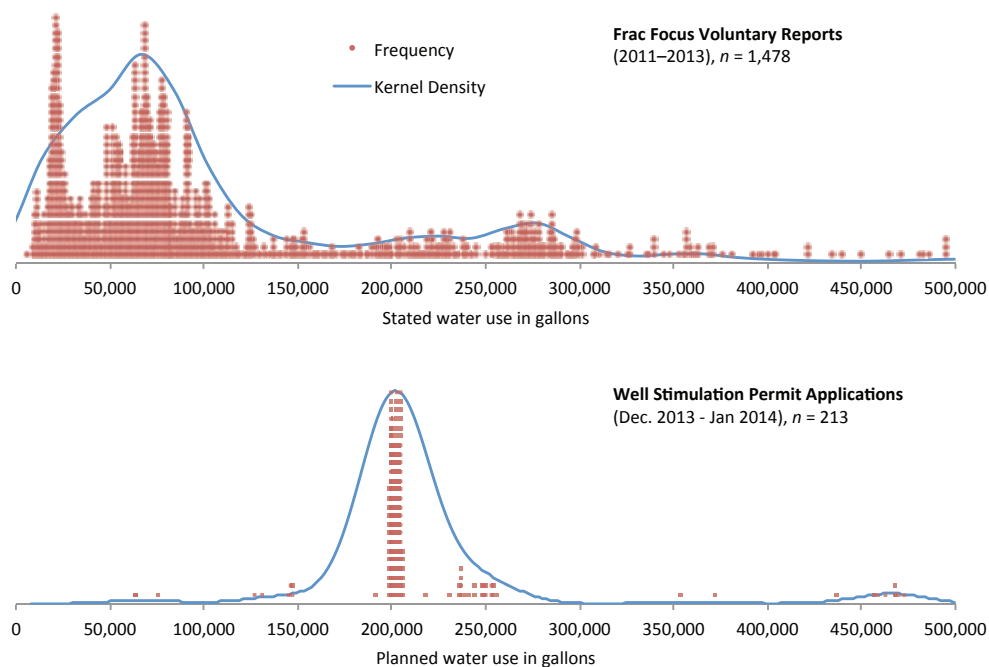 Frac Focus Voluntary Reports
(2011–2013), n = 1,478
Frequency
Kernel Density
0 50,000 100,000 150,000 200,000 250,000 300,000 350,000 400,000 450,000 500,000
Stated water use in gallons
Well Stimulation Permit Applications
(Dec. 2013 - Jan 2014), n = 213
0 50,000 100,000 150,000 200,000 250,000 300,000 350,000 400,000 450,000 500,000
Planned water use in gallons